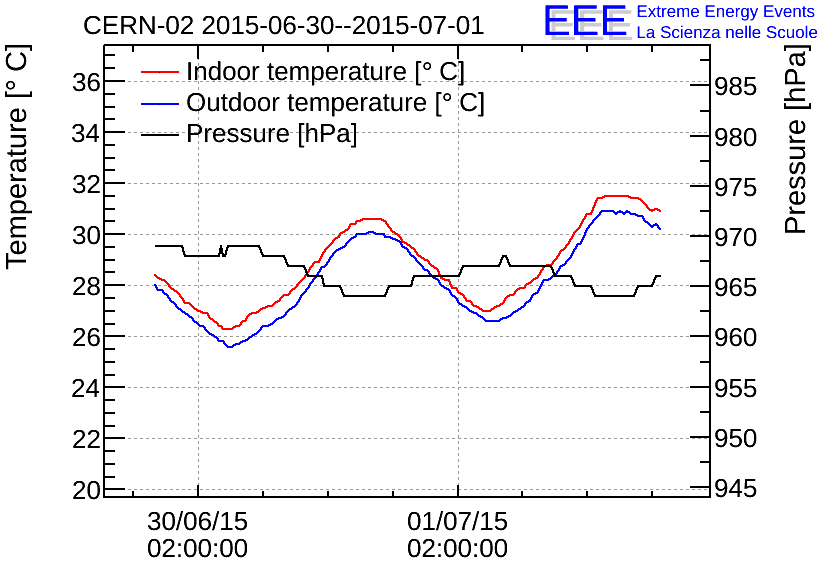 CERN-02 2015-06-30--2015-07-01
EEE Extreme Energy Events
La Scienza nelle Scuole
Temperature [° C]
Pressure [hPa]
Indoor temperature [° C]
Outdoor temperature [° C]
Pressure [hPa]
36
34
32
30
28
26
24
22
20
985
980
975
970
965
960
955
950
945
30/06/15
02:00:00
01/07/15
02:00:00